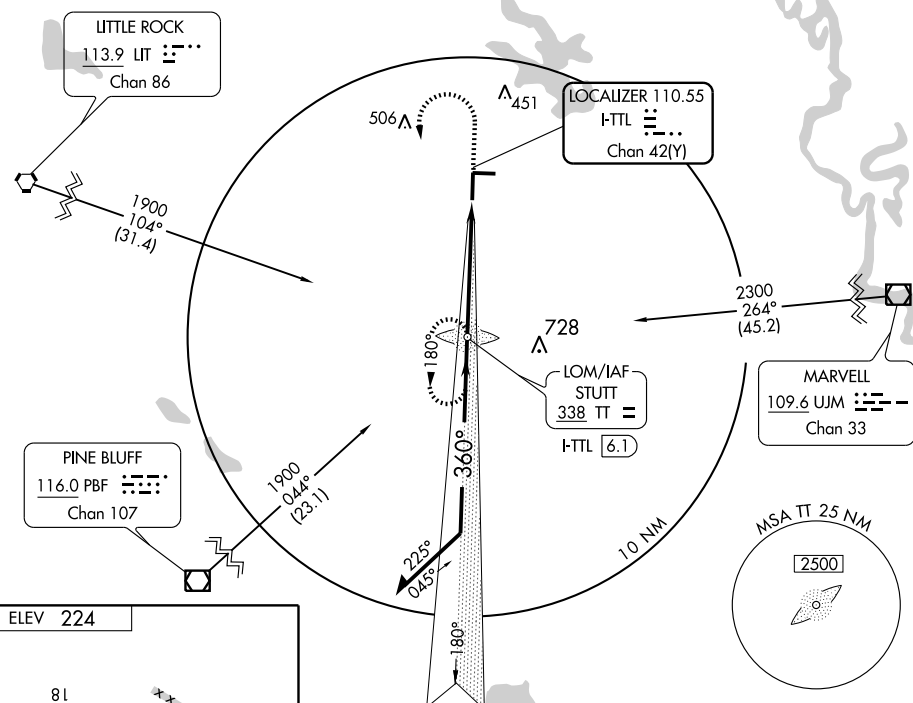 LITTLE ROCK
113.9 LIT
Chan 86
506
451
LOCALIZER 110.55
I-TTL
Chan 42(Y)
1900
104°
(31.4)
2300
264°
(45.2)
728
180°
LOM/IAF
STUTT
338 TT
I-TTL 6.1
MARVELL
109.6 UJM
Chan 33
360°
PINE BLUFF
116.0 PBF
Chan 107
1900
044°
(23.1)
225°
045°
10 NM
MSA TT 25 NM
2500
180°
ELEV 224
18